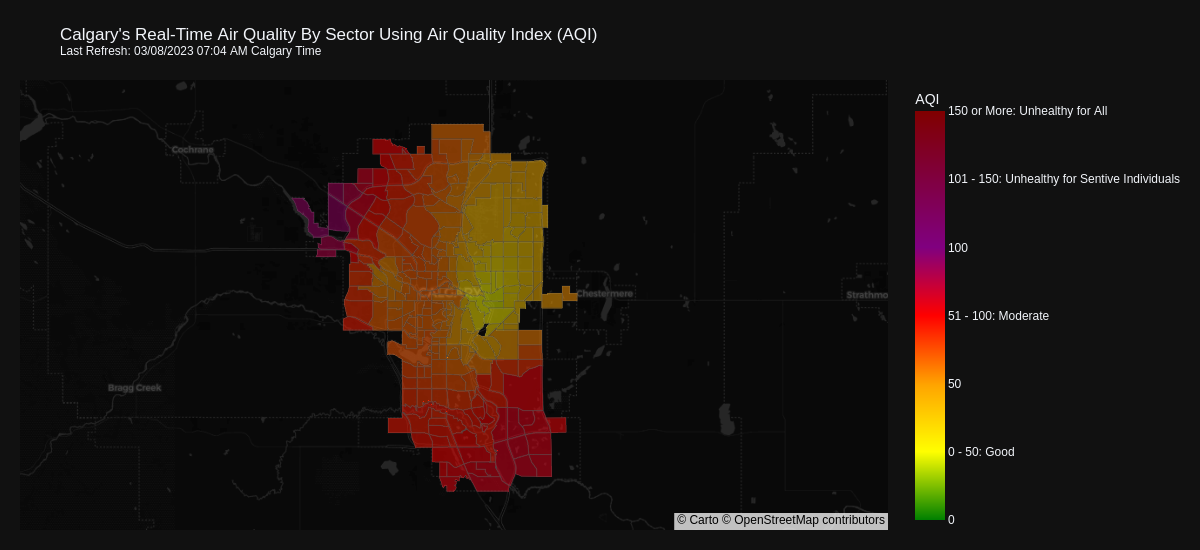 Calgary's Real-Time Air Quality By Sector Using Air Quality Index (AQI)
Last Refresh: 03/08/2023 07:04 AM Calgary Time
AQI
150 or More: Unhealthy for All
Cochrane
101 - 150: Unhealthy for Sentive Individuals
100
CALGARY
Chestermere
Strathmo
51 - 100: Moderate
50
Bragg Creek
0 - 50: Good
0
© Carto © OpenStreetMap contributors